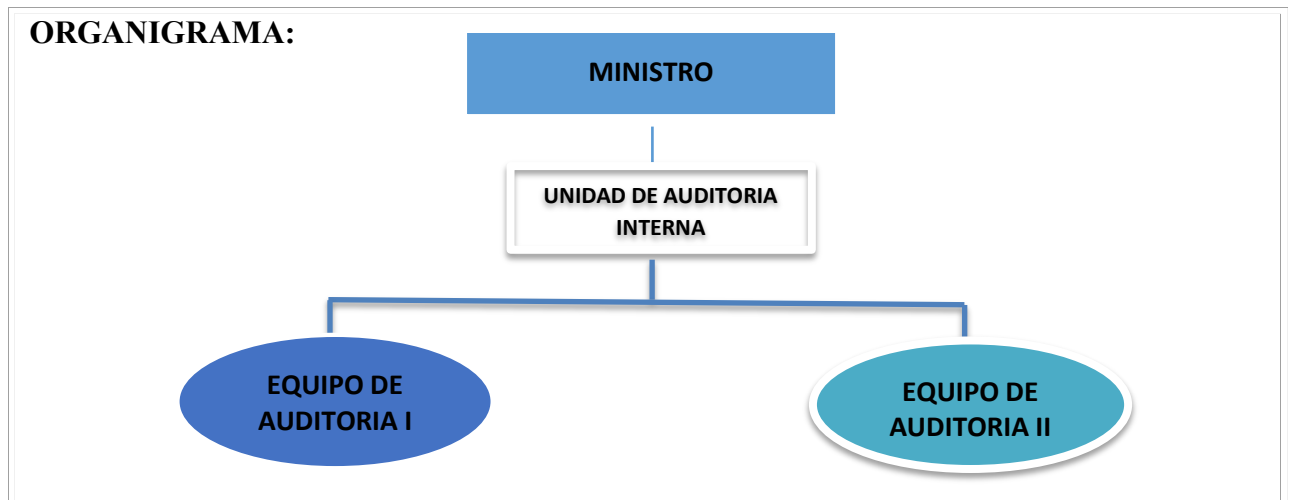 ORGANIGRAMA:
MINISTRO
UNIDAD DE AUDITORIA
INTERNA
EQUIPO DE
AUDITORIA I
EQUIPO DE
AUDITORIA II